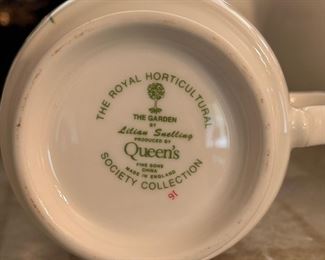 THE ROYAL HORTICULTURAL
THE GARDEN
BY
Lilian Snelling
PRODUCED BY
Queen's
FINE BONE
CHINA
MADE IN ENGLAND
SOCIETY COLLECTION
16